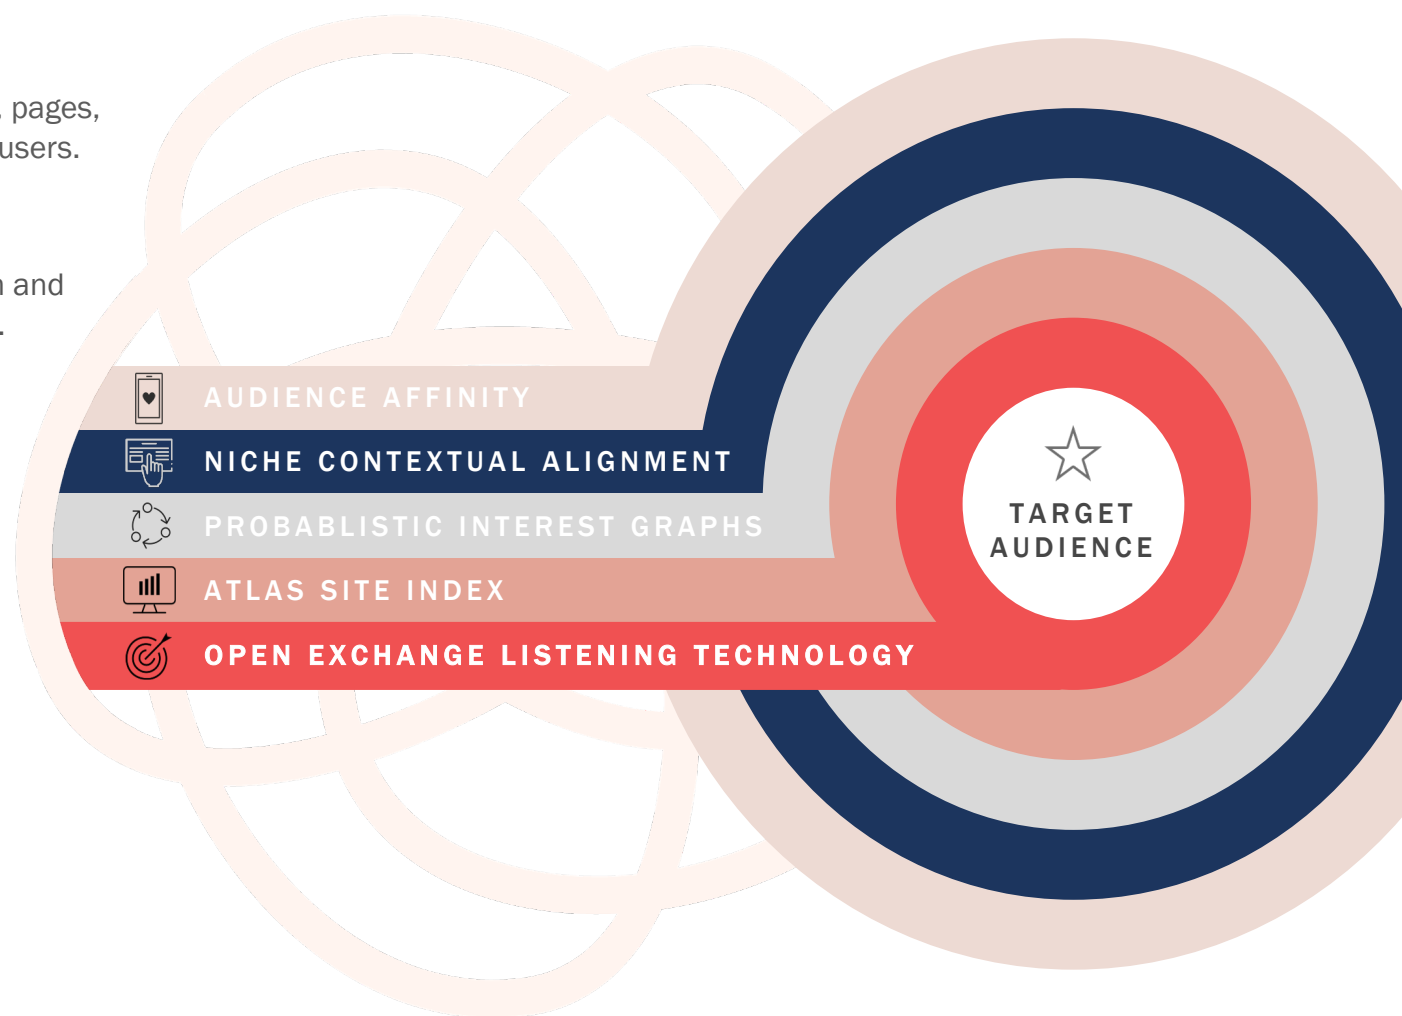 pages,
users.
and
AUDIENCE AFFINITY
NICHE CONTEXTUAL ALIGNMENT
PROBABLISTIC INTEREST GRAPHS
ATLAS SITE INDEX
OPEN EXCHANGE LISTENING TECHNOLOGY
TARGET
AUDIENCE